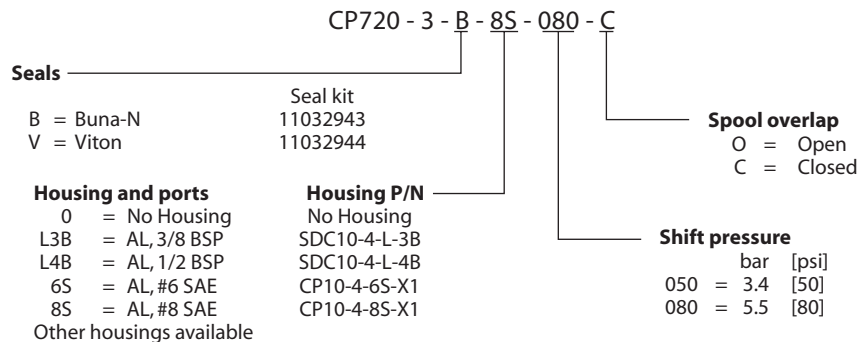 CP720 - 3 - B - 8S - 080 - C
Seals
Seal kit
B = Buna-N 11032943
V = Viton 11032944
Spool overlap
O = Open
C = Closed
Housing and ports Housing P/N
0 = No Housing No Housing
L3B = AL, 3/8 BSP SDC10-4-L-3B
L4B = AL, 1/2 BSP SDC10-4-L-4B
6S = AL, #6 SAE CP10-4-6S-X1
8S = AL, #8 SAE CP10-4-8S-X1
Other housings available
Shift pressure
bar [psi]
050 = 3.4 [50]
080 = 5.5 [80]